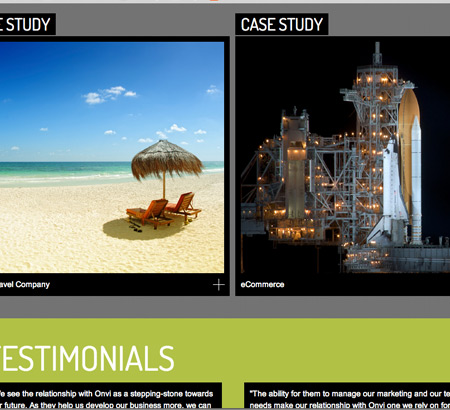 E STUDY
CASE STUDY
avel Company
eCommerce
TESTIMONIALS
e see the relationship with Onvi as a stepping-stone towards
r future. As they help us develop our business more, we can
"The ability for them to manage our marketing and our te
needs make our relationship with Onvi one we rely on for